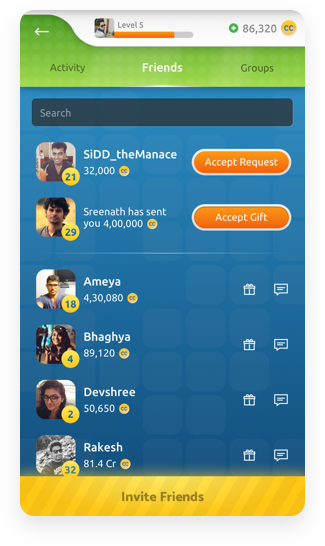 Level 5
86,320 CC
Activity Friends Groups
Search
SiDD_theManace
32,000 CC
21
Accept Request
Sreenath has sent
you 4,00,000 CC
29
Accept Gift
Ameya
4,30,080 CC
18
Bhaghya
89,120 CC
4
Devshree
50,650 CC
2
Rakesh
81.4 Cr CC
32
Invite Friends